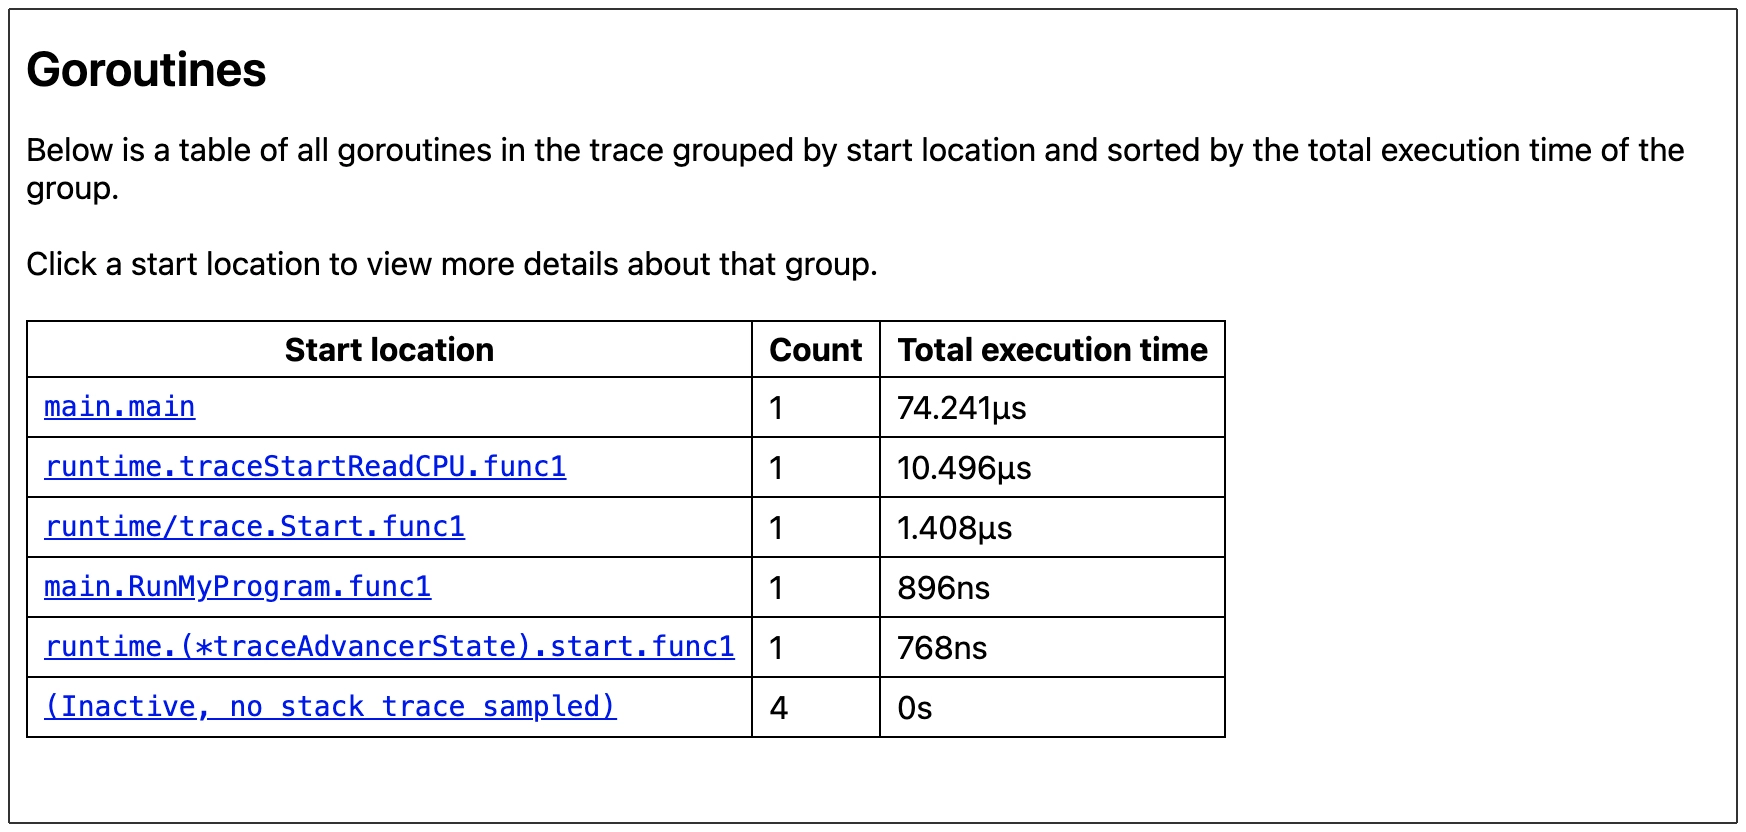 Goroutines
Below is a table of all goroutines in the trace grouped by start location and sorted by the total execution time of the
group.
Click a start location to view more details about that group.
Start location Count Total execution time
main.main 1 74.241µs
runtime.traceStartReadCPU.func1 1 10.496µs
runtime/trace.Start.func1 1 1.408µs
main.RunMyProgram.func1 1 896ns
runtime.(*traceAdvancerState).start.func1 1 768ns
(Inactive, no stack trace sampled) 4 0s